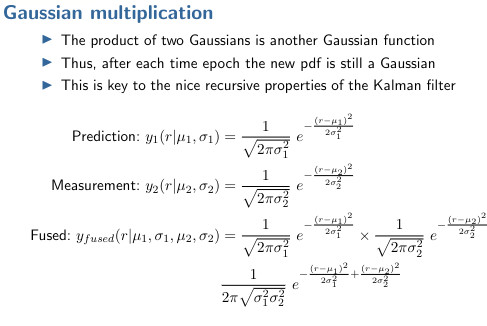 Gaussian multiplication
▶ The product of two Gaussians is another Gaussian function
▶ Thus, after each time epoch the new pdf is still a Gaussian
▶ This is key to the nice recursive properties of the Kalman filter
Prediction: $y_1(r|\mu_1, \sigma_1) = \frac{1}{\sqrt{2\pi\sigma_1^2}} \, e^{-\frac{(r-\mu_1)^2}{2\sigma_1^2}}$
Measurement: $y_2(r|\mu_2, \sigma_2) = \frac{1}{\sqrt{2\pi\sigma_2^2}} \, e^{-\frac{(r-\mu_2)^2}{2\sigma_2^2}}$
Fused: $y_{fused}(r|\mu_1, \sigma_1, \mu_2, \sigma_2) = \frac{1}{\sqrt{2\pi\sigma_1^2}} \, e^{-\frac{(r-\mu_1)^2}{2\sigma_1^2}} \times \frac{1}{\sqrt{2\pi\sigma_2^2}} \, e^{-\frac{(r-\mu_2)^2}{2\sigma_2^2}}$
$\frac{1}{2\pi\sqrt{\sigma_1^2\sigma_2^2}} \, e^{-\frac{(r-\mu_1)^2}{2\sigma_1^2}+\frac{(r-\mu_2)^2}{2\sigma_2^2}}$